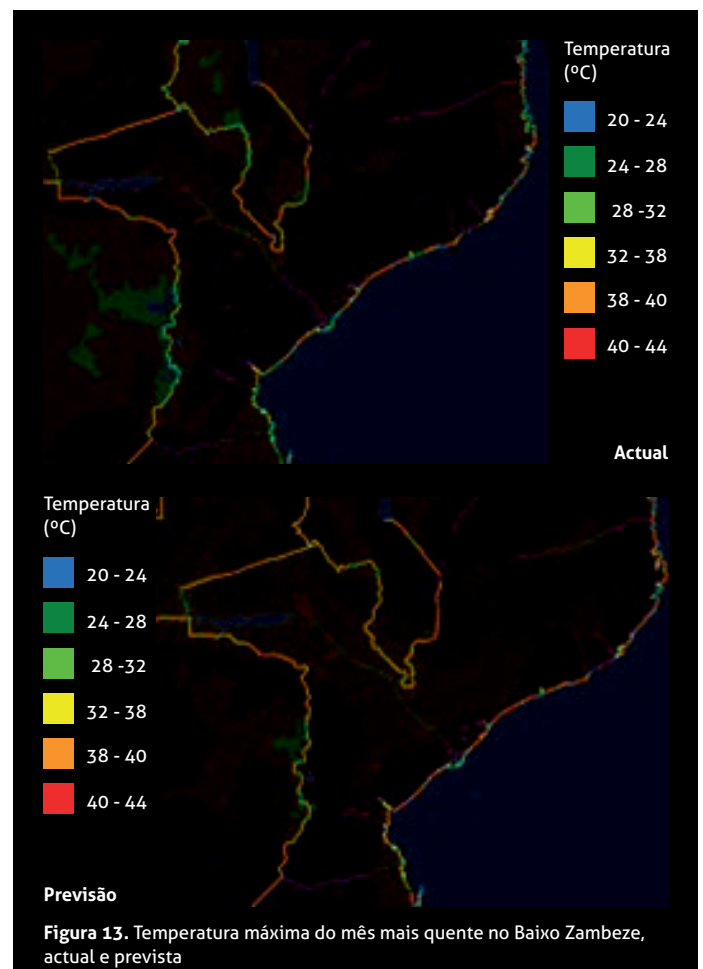 Temperatura
(ºC)
20 - 24
24 - 28
28 -32
32 - 38
38 - 40
40 - 44
Actual
Temperatura
(ºC)
20 - 24
24 - 28
28 -32
32 - 38
38 - 40
40 - 44
Previsão
Figura 13. Temperatura máxima do mês mais quente no Baixo Zambeze,
actual e prevista